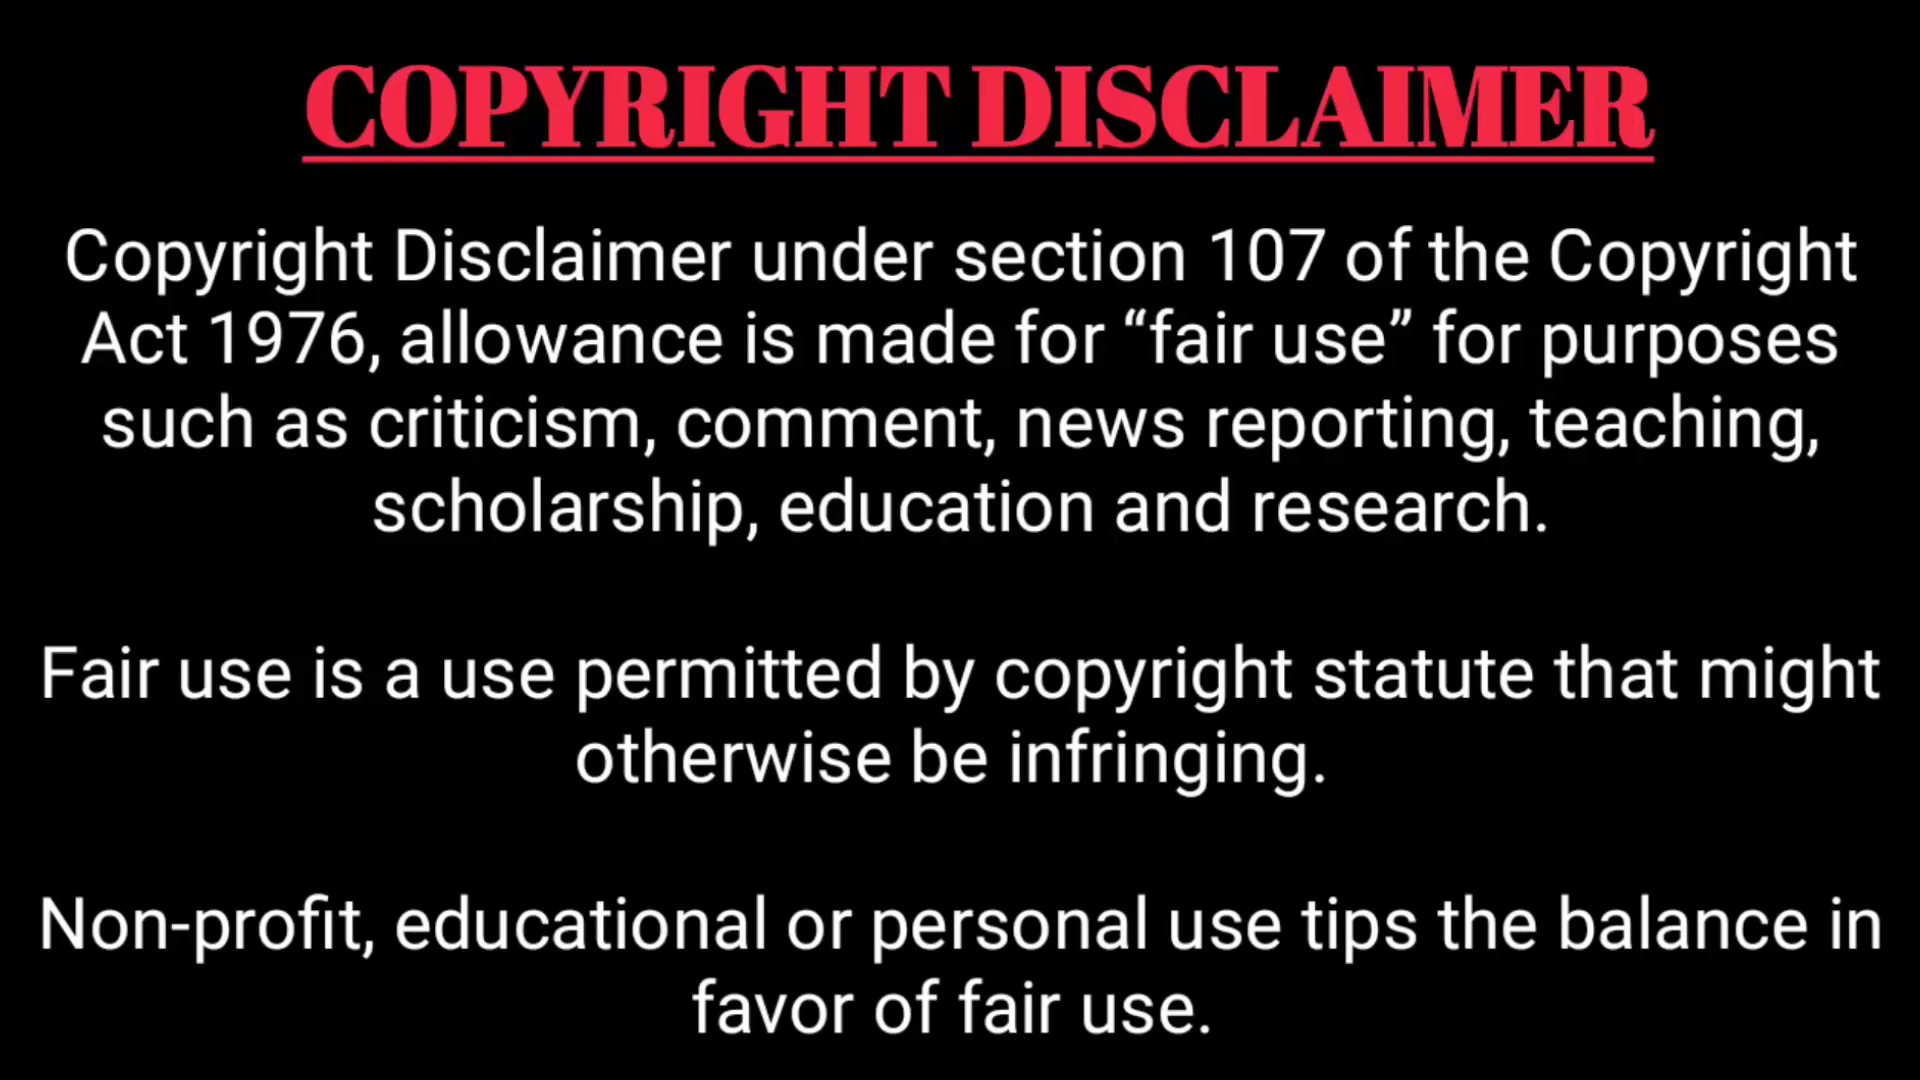 COPYRIGHT DISCLAIMER
Copyright Disclaimer under section 107 of the Copyright
Act 1976, allowance is made for “fair use” for purposes
such as criticism, comment, news reporting, teaching,
scholarship, education and research.
Fair use is a use permitted by copyright statute that might
otherwise be infringing.
Non-profit, educational or personal use tips the balance in
favor of fair use.